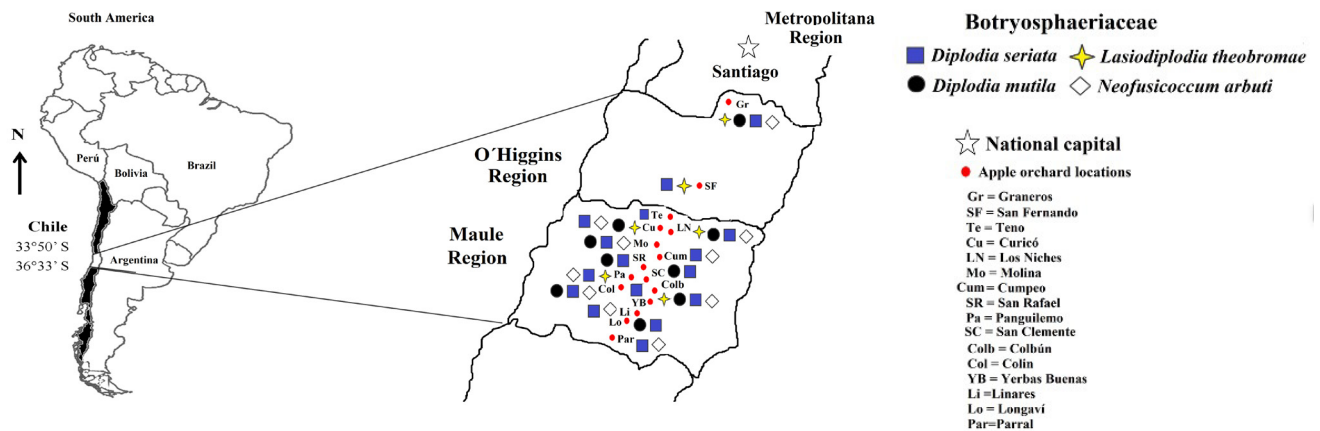 South America
N
Perú
Bolivia
Brazil
Chile
33°50´ S
36°33´ S
Argentina
Metropolitana
Region
Santiago
O´Higgins
Region
Maule
Region
Gr
SF
Te
Cu
LN
Mo
Cum
SR
SC
Pa
Colb
Col
YB
Li
Lo
Par
Botryosphaeriaceae
Diplodia seriata
Lasiodiplodia theobromae
Diplodia mutila
Neofusicoccum arbuti
National capital
Apple orchard locations
Gr = Graneros
SF = San Fernando
Te = Teno
Cu = Curicó
LN = Los Niches
Mo = Molina
Cum = Cumpeo
SR = San Rafael
Pa = Panguilemo
SC = San Clemente
Colb = Colbún
Col = Colín
YB = Yerbas Buenas
Li =Linares
Lo = Longaví
Par=Parral